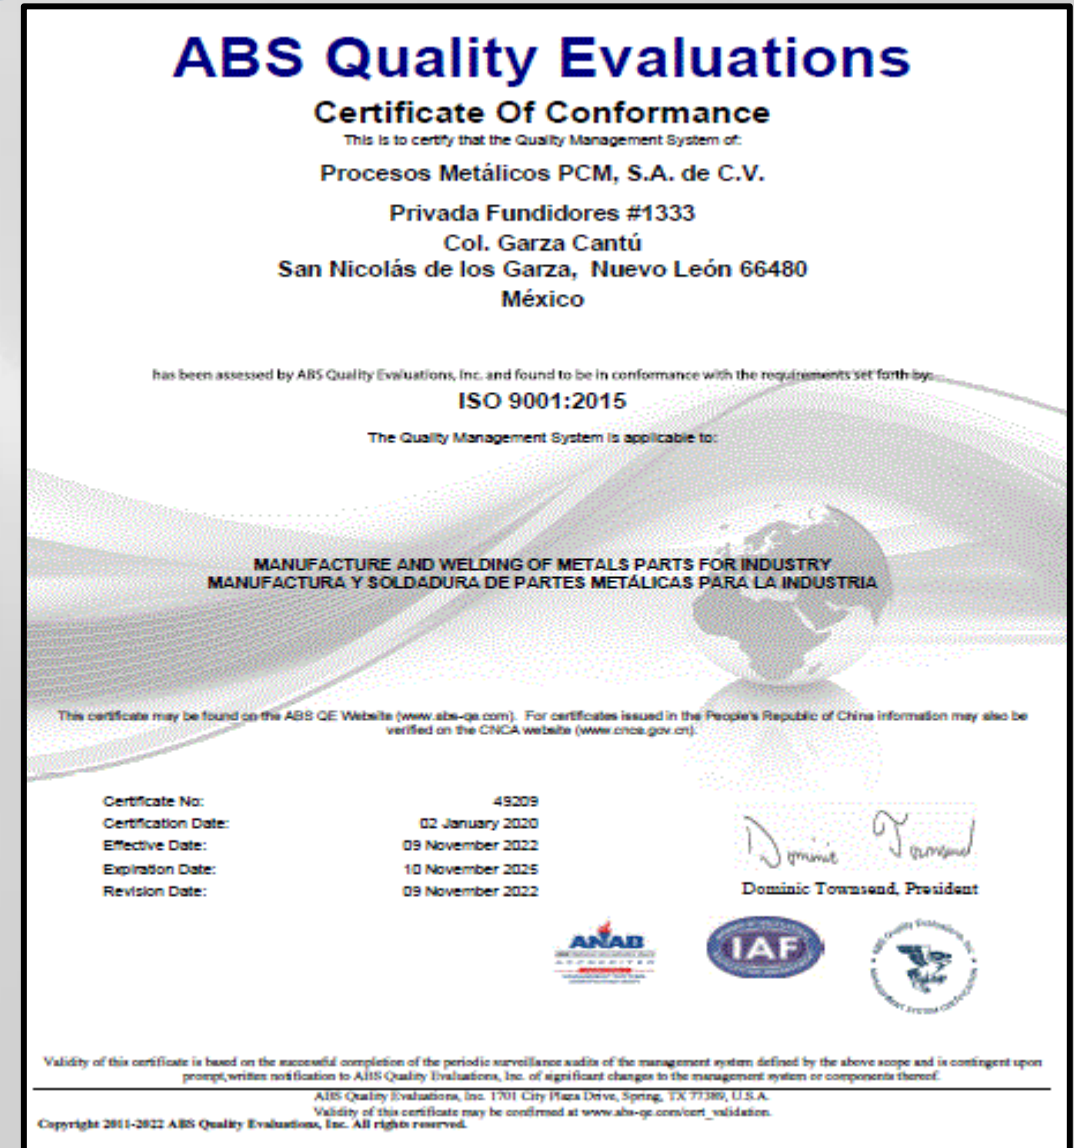 ABS Quality Evaluations
Certificate Of Conformance
This is to certify that the Quality Management System of:
Procesos Metálicos PCM, S.A. de C.V.
Privada Fundidores #1333
Col. Garza Cantú
San Nicolás de los Garza, Nuevo León 66480
México
has been assessed by ABS Quality Evaluations, Inc. and found to be in conformance with the requirements set forth by:
ISO 9001:2015
The Quality Management System is applicable to:
MANUFACTURE AND WELDING OF METALS PARTS FOR INDUSTRY
MANUFACTURA Y SOLDADURA DE PARTES METÁLICAS PARA LA INDUSTRIA
This certificate may be found on the ABS QE Website (www.abs-qe.com). For certificates issued in the People's Republic of China information may also be
verified on the CNCA website (www.cnca.gov.cn).
Certificate No: 49209
Certification Date: 02 January 2020
Effective Date: 09 November 2022
Expiration Date: 10 November 2025
Revision Date: 09 November 2022
Dominic Townsend
Dominic Townsend, President
ANAB
ACCREDITED
IAF
ABS Quality Evaluations, Inc.
MANAGEMENT SYSTEM CERTIFICATION
Validity of this certificate is based on the successful completion of the periodic surveillance audits of the management system defined by the above scope and is contingent upon
prompt, written notification to ABS Quality Evaluations, Inc. of significant changes to the management system or components thereof.
ABS Quality Evaluations, Inc. 1701 City Plaza Drive, Spring, TX 77389, U.S.A.
Validity of this certificate may be confirmed at www.abs-qe.com/cert_validation.
Copyright 2011-2022 ABS Quality Evaluations, Inc. All rights reserved.